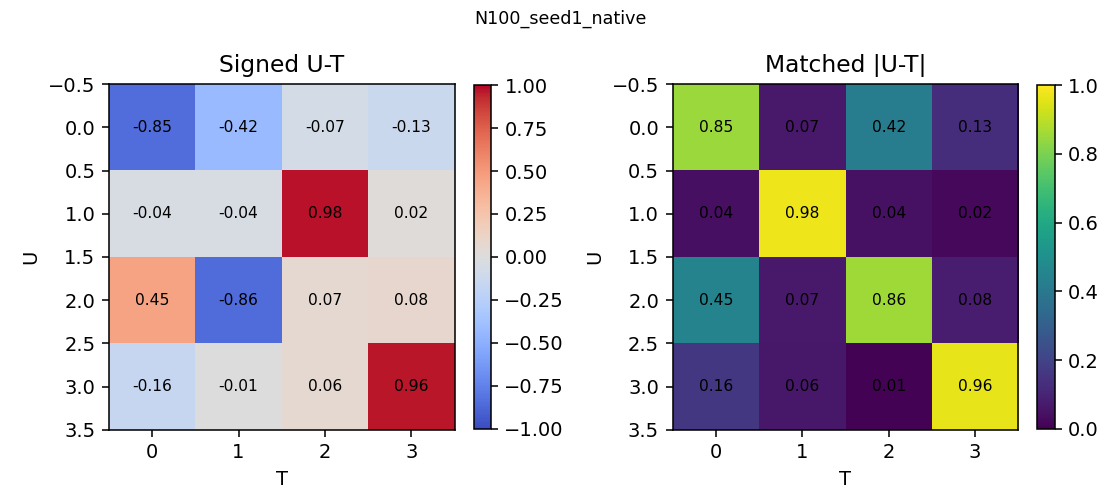 N100_seed1_native
Signed U-T
−0.5
0.0
0.5
1.0
1.5
2.0
2.5
3.0
3.5
U
-0.85 -0.42 -0.07 -0.13
-0.04 -0.04 0.98 0.02
0.45 -0.86 0.07 0.08
-0.16 -0.01 0.06 0.96
0 1 2 3
T
1.00
0.75
0.50
0.25
0.00
−0.25
−0.50
−0.75
−1.00
Matched |U-T|
−0.5
0.0
0.5
1.0
1.5
2.0
2.5
3.0
3.5
U
0.85 0.07 0.42 0.13
0.04 0.98 0.04 0.02
0.45 0.07 0.86 0.08
0.16 0.06 0.01 0.96
0 1 2 3
T
1.0
0.8
0.6
0.4
0.2
0.0